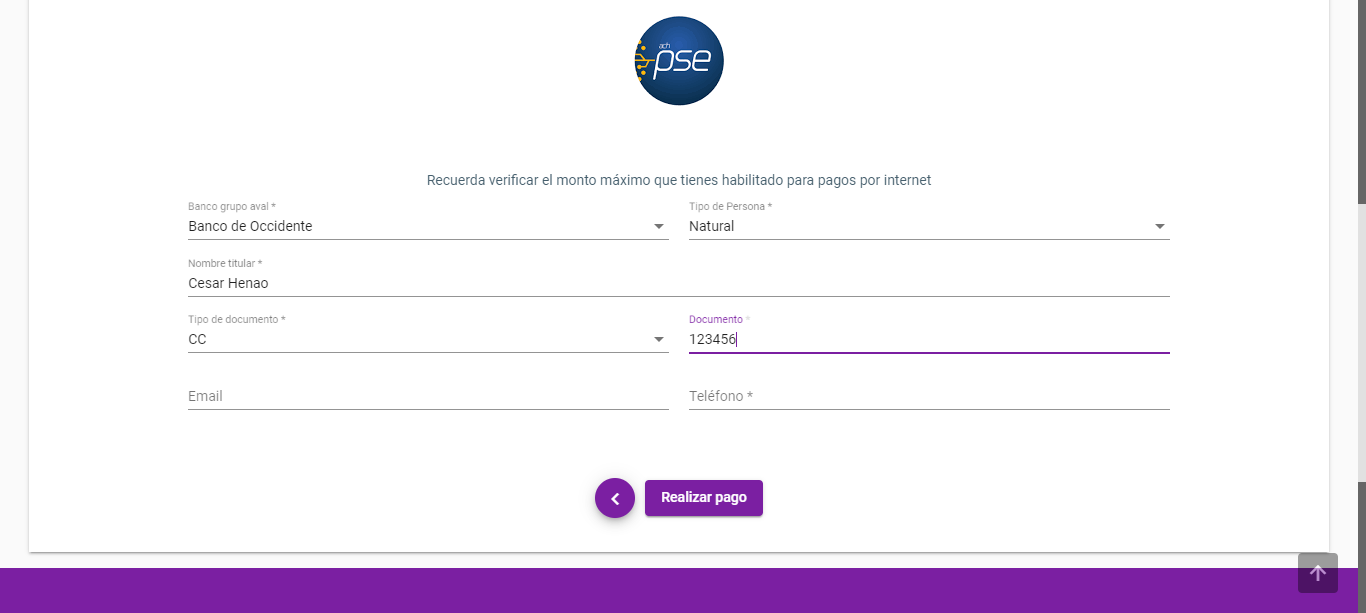 ach
pse
Recuerda verificar el monto máximo que tienes habilitado para pagos por internet
Banco grupo aval *
Banco de Occidente
Tipo de Persona *
Natural
Nombre titular *
Cesar Henao
Tipo de documento *
CC
Documento *
123456
Email
Teléfono *
Realizar pago